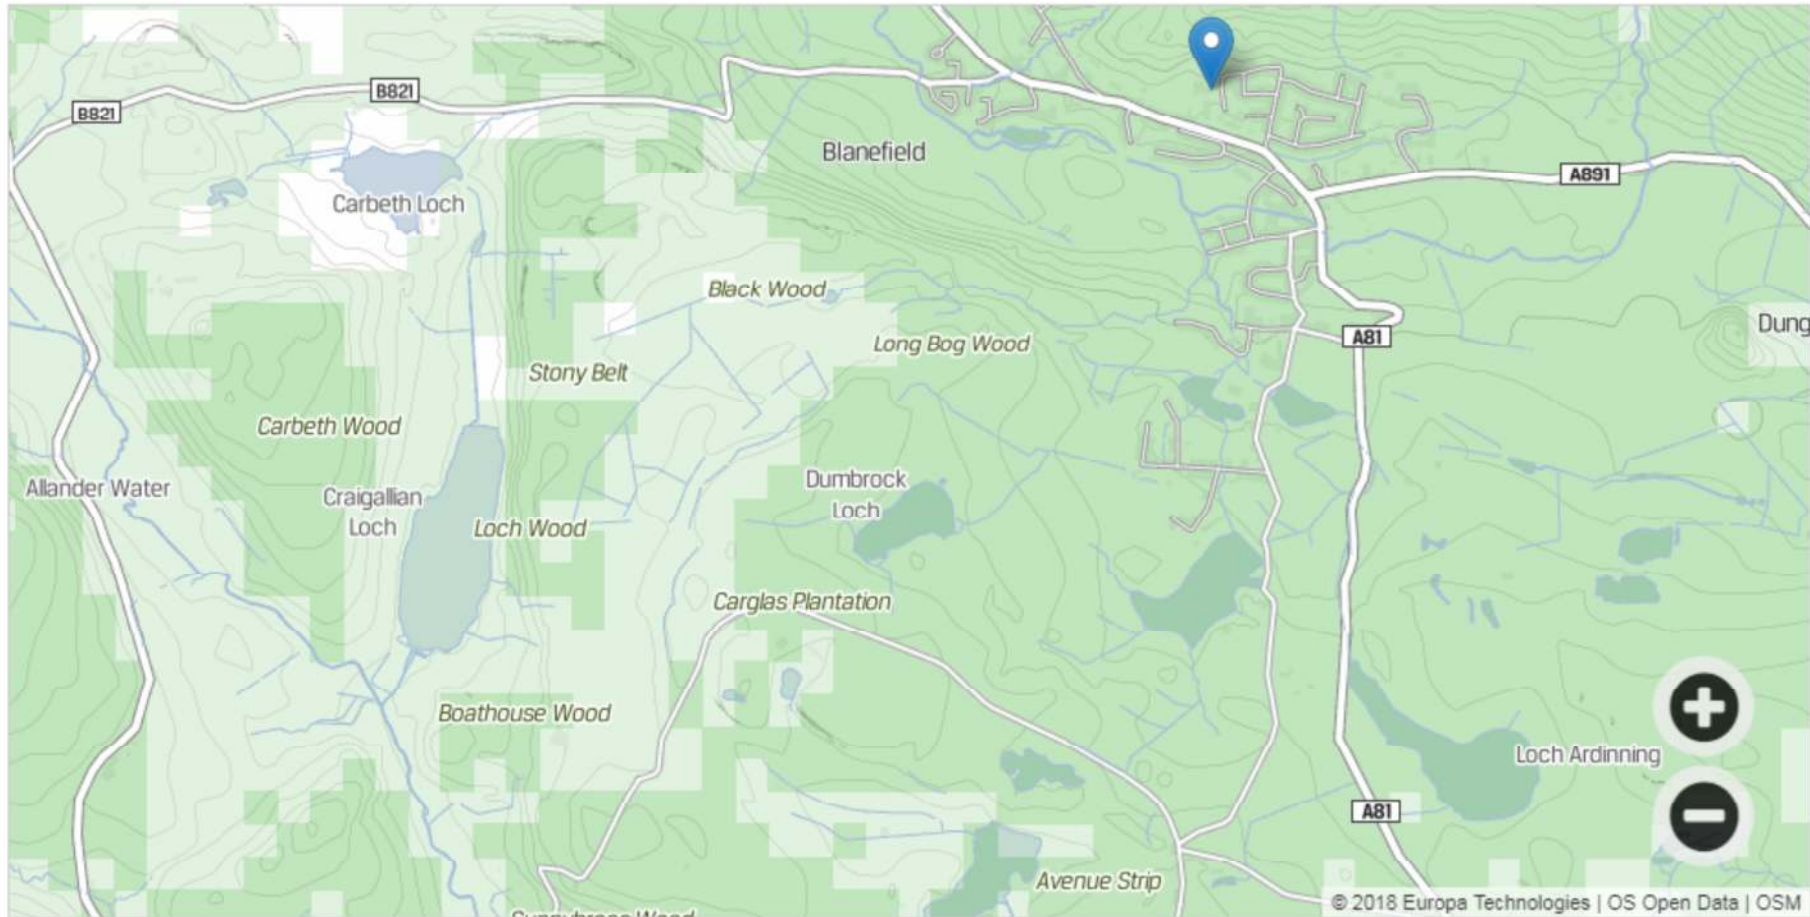 B821
B821
Blanefield
A891
Carbeth Loch
Black Wood
Dung
A81
Long Bog Wood
Stony Belt
Carbeth Wood
Allander Water
Craigallian
Loch
Dumbrock
Loch
Loch Wood
Carglas Plantation
Boathouse Wood
Loch Ardinning
A81
Avenue Strip
© 2018 Europa Technologies | OS Open Data | OSM